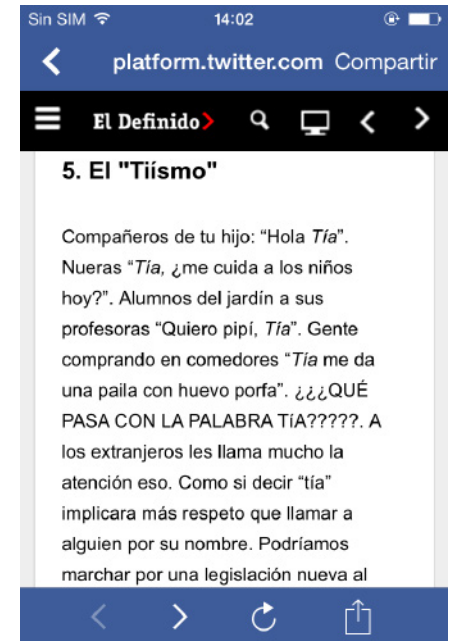 Sin SIM 14:02
platform.twitter.com Compartir
El Definido>
5. El "Tiísmo"
Compañeros de tu hijo: “Hola Tía”.
Nueras “Tía, ¿me cuida a los niños
hoy?”. Alumnos del jardín a sus
profesoras “Quiero pipí, Tía”. Gente
comprando en comedores “Tía me da
una paila con huevo porfa”. ¿¿¿QUÉ
PASA CON LA PALABRA TíA?????. A
los extranjeros les llama mucho la
atención eso. Como si decir “tía”
implicara más respeto que llamar a
alguien por su nombre. Podríamos
marchar por una legislación nueva al